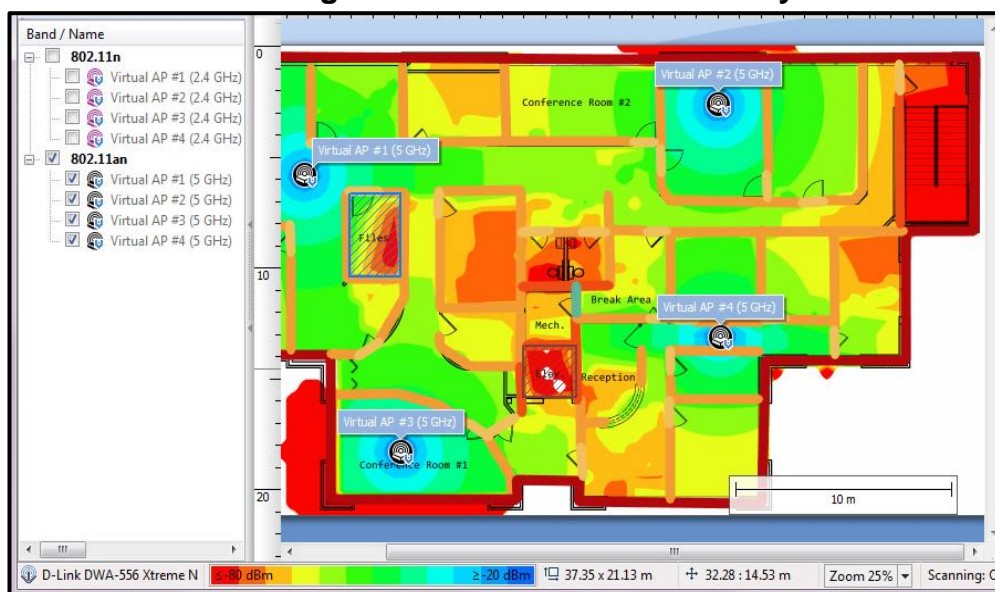 Band / Name
802.11n
Virtual AP #1 (2.4 GHz)
Virtual AP #2 (2.4 GHz)
Virtual AP #3 (2.4 GHz)
Virtual AP #4 (2.4 GHz)
802.11an
Virtual AP #1 (5 GHz)
Virtual AP #2 (5 GHz)
Virtual AP #3 (5 GHz)
Virtual AP #4 (5 GHz)
0
10
20
Virtual AP #2 (5 GHz)
Conference Room #2
Virtual AP #1 (5 GHz)
Files
Break Area
Virtual AP #4 (5 GHz)
Mech.
Elev.
Reception
Virtual AP #3 (5 GHz)
Conference Room #1
10 m
D-Link DWA-556 Xtreme N
≤-80 dBm
≥-20 dBm
37.35 x 21.13 m
32.28 : 14.53 m
Zoom 25%
Scanning: